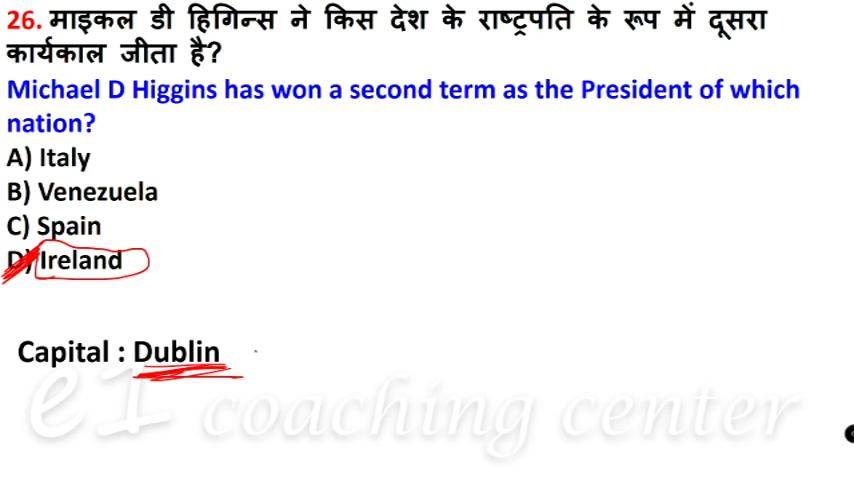 26. माइकल डी हिगिन्स ने किस देश के राष्ट्रपति के रूप में दूसरा
कार्यकाल जीता है?
Michael D Higgins has won a second term as the President of which
nation?
A) Italy
B) Venezuela
C) Spain
D) Ireland
Capital : Dublin
e1 coaching center